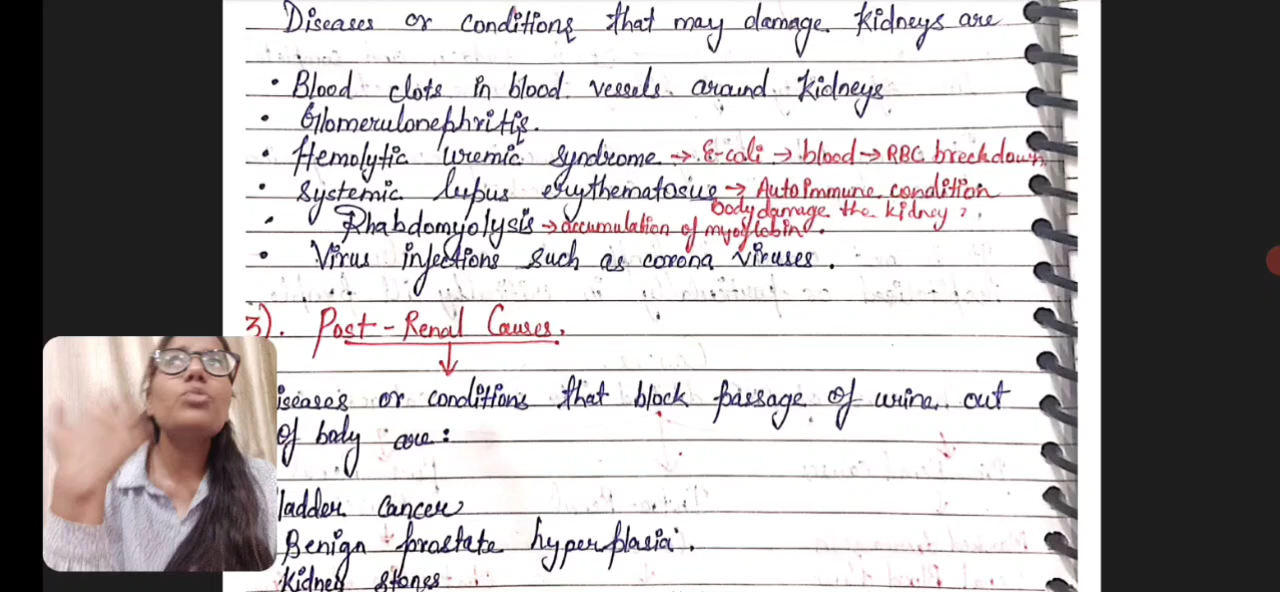 Diseases or conditions that may damage Kidneys are
• Blood clots in blood vessels around Kidneys
• Glomerulonephritis.
• Hemolytic uremic syndrome → E-coli → blood → RBC breckdown
• Systemic lupus erythematosus → Autoimmune condition
body damage the kidney
• Rhabdomyolysis → accumulation of myoglobin.
• Virus infections such as corona viruses.
3). Post-Renal Causes.
↓
iseases or conditions that block passage of urine out
of body are:
ladder cancer
Benign prostate hyperplasia.
Kidney stones